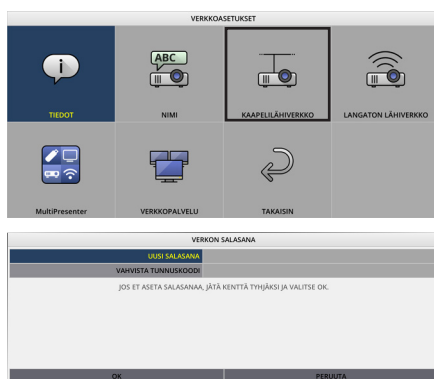 VERKKOASETUKSET
ABC
TIEDOT NIMI KAAPELILÄHIVERKKO LANGATON LÄHIVERKKO
MultiPresenter VERKKOPALVELU TAKAISIN
VERKON SALASANA
UUSI SALASANA
VAHVISTA TUNNUSKOODI
JOS ET ASETA SALASANAA, JÄTÄ KENTTÄ TYHJÄKSI JA VALITSE OK.
OK PERUUTA